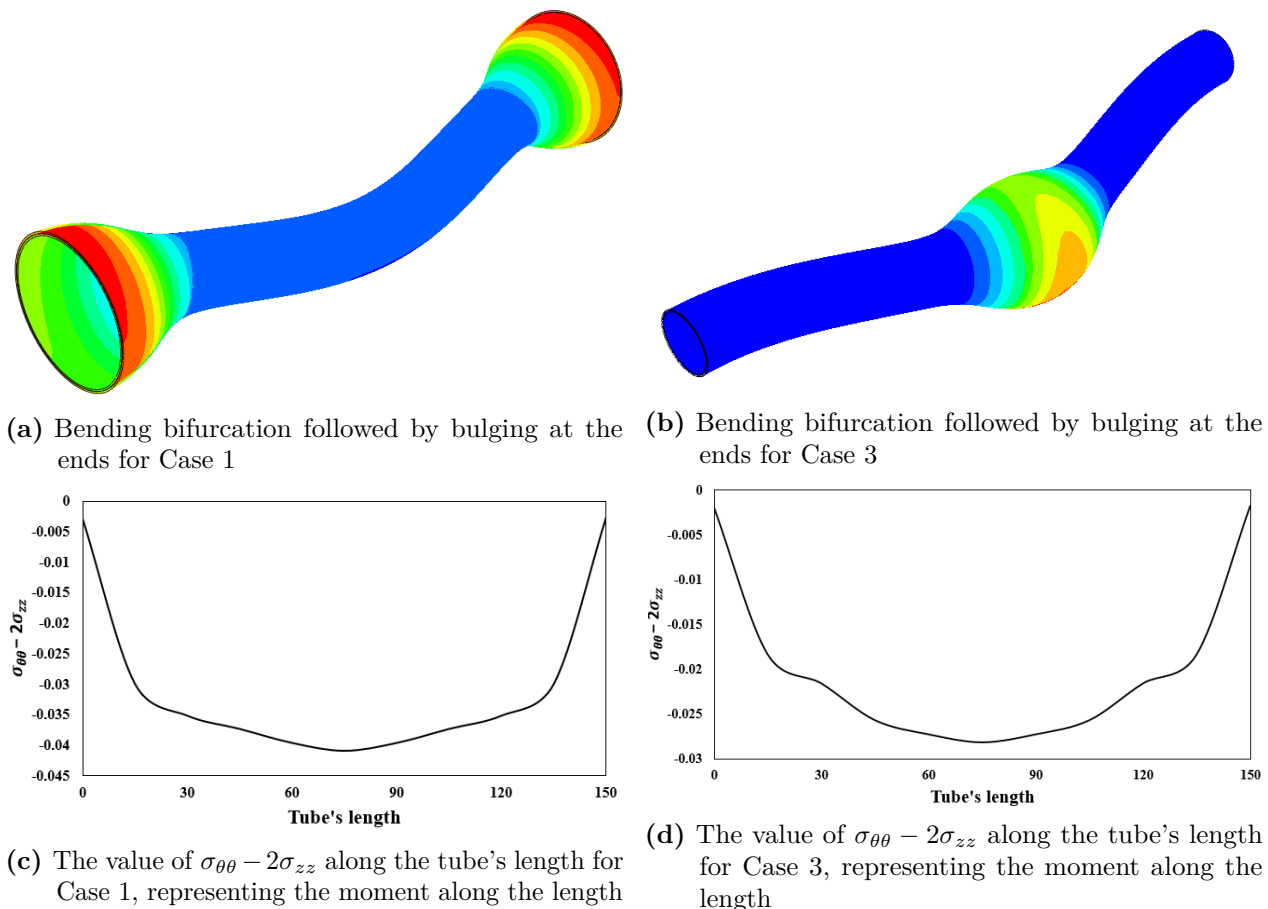 (a) Bending bifurcation followed by bulging at the
ends for Case 1
(b) Bending bifurcation followed by bulging at the
ends for Case 3
0
-0.005
-0.01
-0.015
-0.02
-0.025
-0.03
-0.035
-0.04
-0.045
σθθ − 2σzz
0 30 60 90 120 150
Tube's length
0
-0.005
-0.01
-0.015
-0.02
-0.025
-0.03
σθθ − 2σzz
0 30 60 90 120 150
Tube's length
(c) The value of σθθ − 2σzz along the tube's length for
Case 1, representing the moment along the length
(d) The value of σθθ − 2σzz along the tube's length
for Case 3, representing the moment along the
length